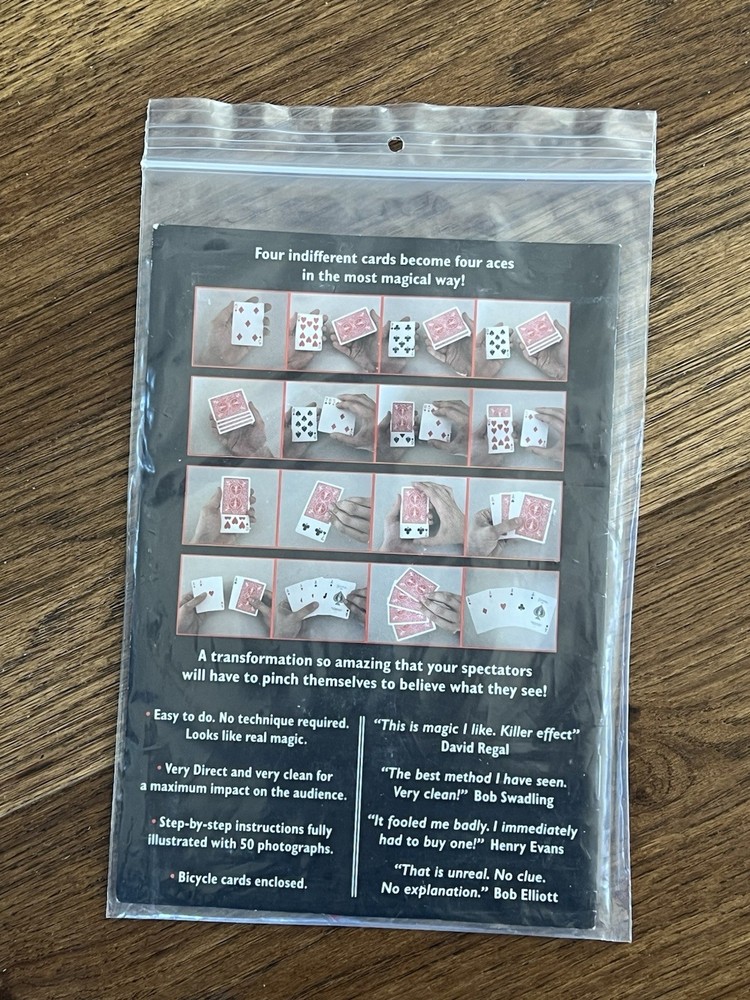 Four indifferent cards become four aces
in the most magical way!
A transformation so amazing that your spectators
will have to pinch themselves to believe what they see!
• Easy to do. No technique required.
Looks like real magic.
• Very Direct and very clean for
a maximum impact on the audience.
• Step-by-step instructions fully
illustrated with 50 photographs.
• Bicycle cards enclosed.
“This is magic I like. Killer effect”
David Regal
“The best method I have seen.
Very clean!” Bob Swadling
“It fooled me badly. I immediately
had to buy one!” Henry Evans
“That is unreal. No clue.
No explanation.” Bob Elliott